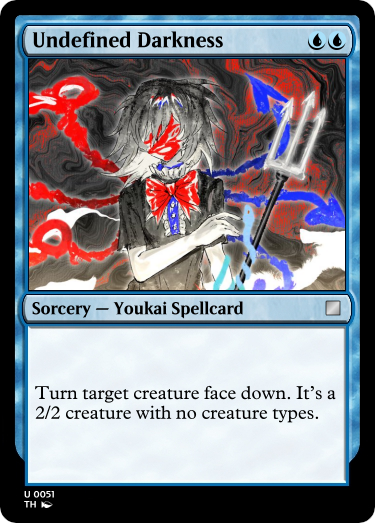 Undefined Darkness
Sorcery — Youkai Spellcard
Turn target creature face down. It's a
2/2 creature with no creature types.
U 0051
TH